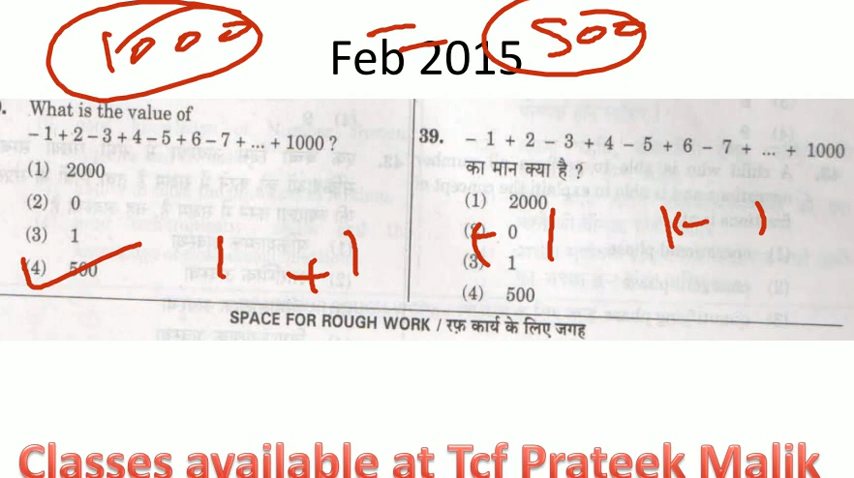 1000
500
Feb 2015
What is the value of
– 1 + 2 – 3 + 4 – 5 + 6 – 7 + ... + 1000 ?
(1) 2000
(2) 0
(3) 1
(4) 500
39. – 1 + 2 – 3 + 4 – 5 + 6 – 7 + ... + 1000
का मान क्या है ?
(1) 2000
(2) 0
(3) 1
(4) 500
1 + 1
SPACE FOR ROUGH WORK / रफ़ कार्य के लिए जगह
Classes available at Tcf Prateek Malik